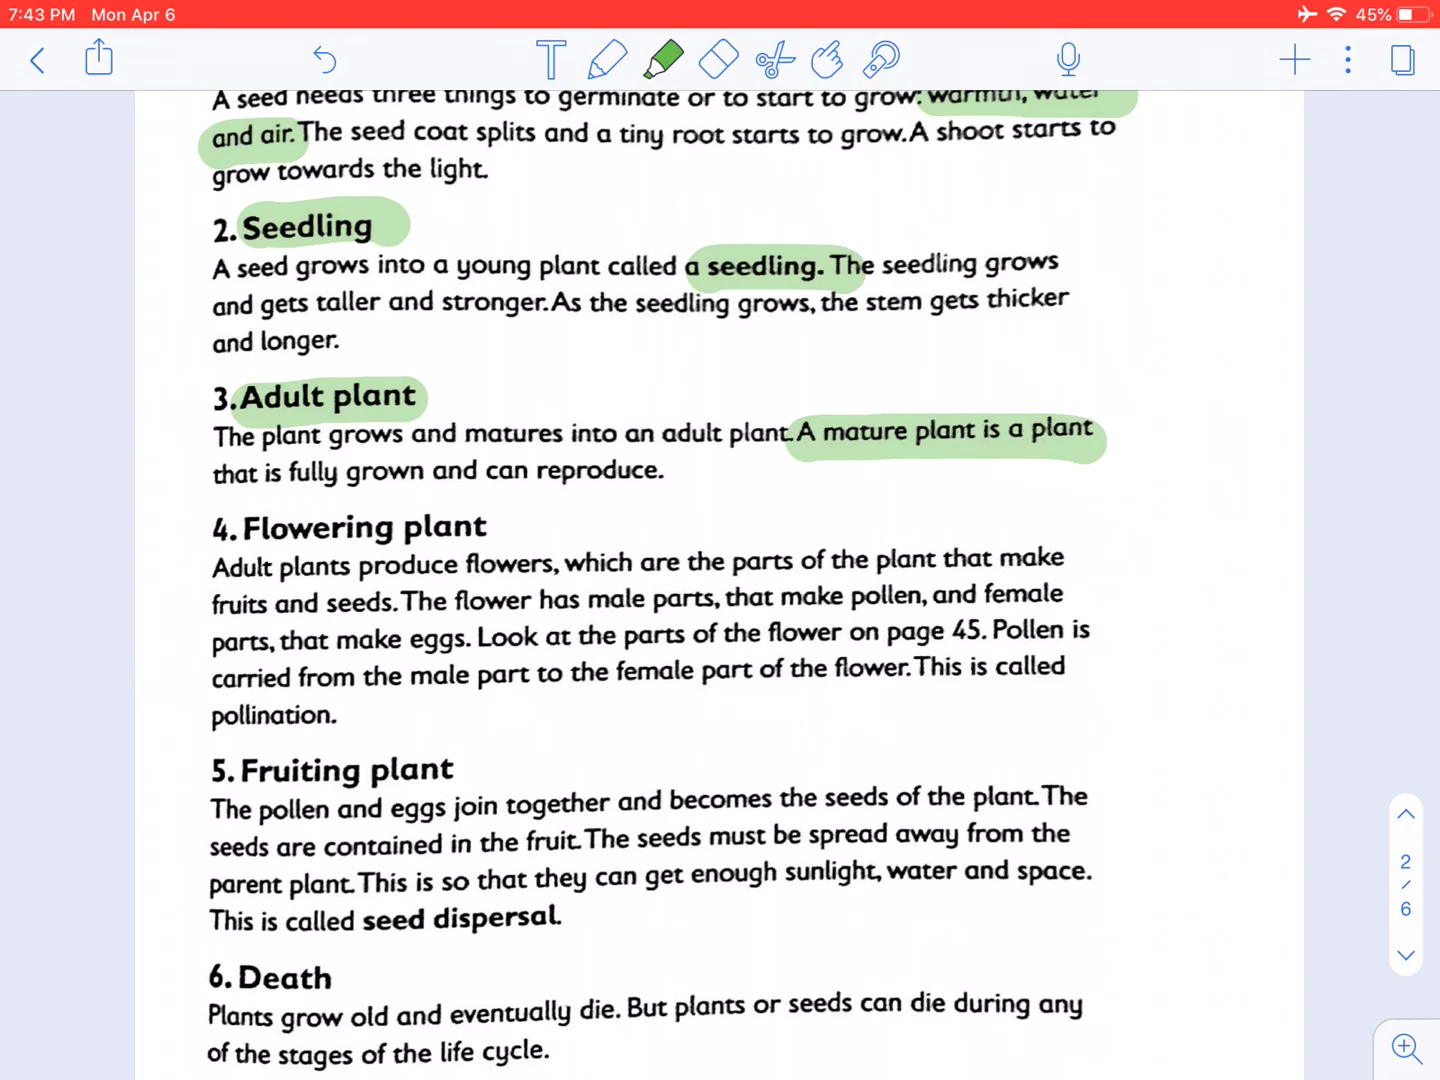 7:43 PM Mon Apr 6
45%
A seed needs three things to germinate or to start to grow: warmth, water
and air. The seed coat splits and a tiny root starts to grow. A shoot starts to
grow towards the light.
2. Seedling
A seed grows into a young plant called a seedling. The seedling grows
and gets taller and stronger. As the seedling grows, the stem gets thicker
and longer.
3. Adult plant
The plant grows and matures into an adult plant. A mature plant is a plant
that is fully grown and can reproduce.
4. Flowering plant
Adult plants produce flowers, which are the parts of the plant that make
fruits and seeds. The flower has male parts, that make pollen, and female
parts, that make eggs. Look at the parts of the flower on page 45. Pollen is
carried from the male part to the female part of the flower. This is called
pollination.
5. Fruiting plant
The pollen and eggs join together and becomes the seeds of the plant. The
seeds are contained in the fruit. The seeds must be spread away from the
parent plant. This is so that they can get enough sunlight, water and space.
This is called seed dispersal.
6. Death
Plants grow old and eventually die. But plants or seeds can die during any
of the stages of the life cycle.
2
/
6